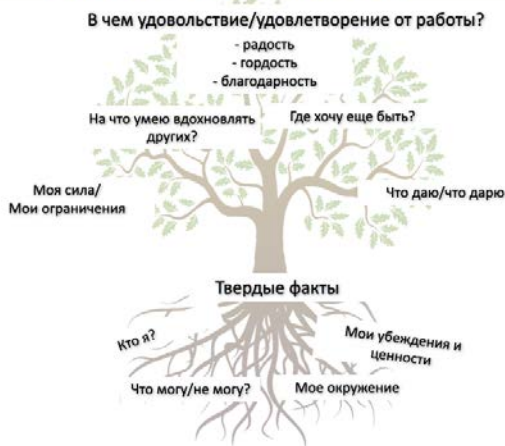 В чем удовольствие/удовлетворение от работы?
- радость
- гордость
- благодарность
На что умею вдохновлять
других?
Где хочу еще быть?
Моя сила/
Мои ограничения
Что даю/что дарю
Твердые факты
Кто я?
Мои убеждения и
ценности
Что могу/не могу?
Мое окружение